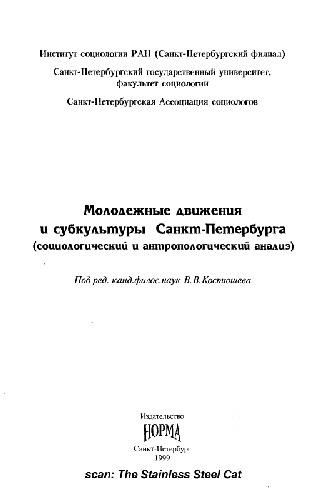 Институт социологии РАН (Санкт-Петербургский филиал)
Санкт-Петербургский государственный университет,
факультет социологии
Санкт-Петербургская Ассоциация социологов
Молодежные движения
и субкультуры Санкт-Петербурга
(социологический и антропологический анализ)
Под ред. канд.филос.наук В.В.Костюшева
Издательство
НОРМА
Санкт-Петербург
1999
scan: The Stainless Steel Cat